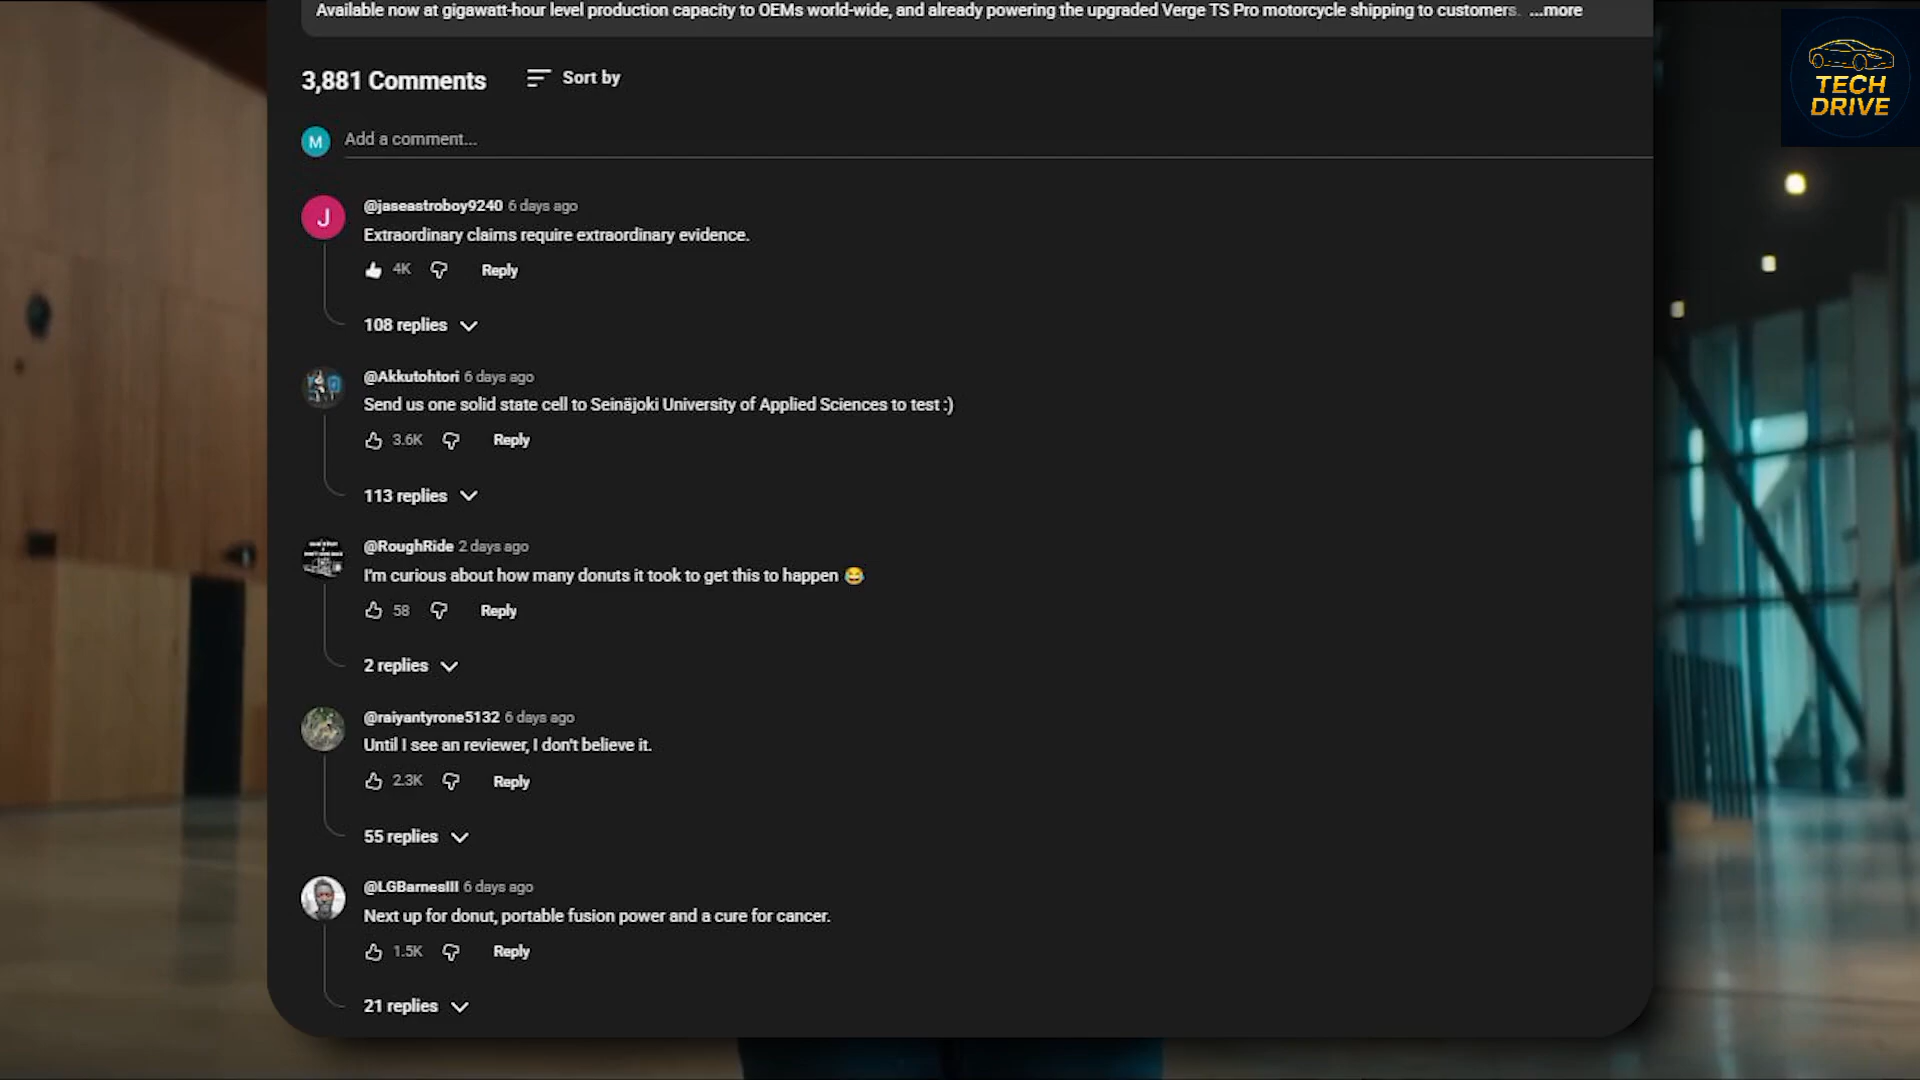 Available now at gigawatt-hour level production capacity to OEMs world-wide, and already powering the upgraded Verge TS Pro motorcycle shipping to customers. ...more
TECH
DRIVE
3,881 Comments Sort by
M Add a comment...
J @jaseastroboy9240 6 days ago
Extraordinary claims require extraordinary evidence.
4K Reply
108 replies
@Akkutohtori 6 days ago
Send us one solid state cell to Seinäjoki University of Applied Sciences to test :)
3.6K Reply
113 replies
@RoughRide 2 days ago
I'm curious about how many donuts it took to get this to happen 😂
58 Reply
2 replies
@raiyantyrone5132 6 days ago
Until I see an reviewer, I don't believe it.
2.3K Reply
55 replies
@LGBarnesIII 6 days ago
Next up for donut, portable fusion power and a cure for cancer.
1.5K Reply
21 replies